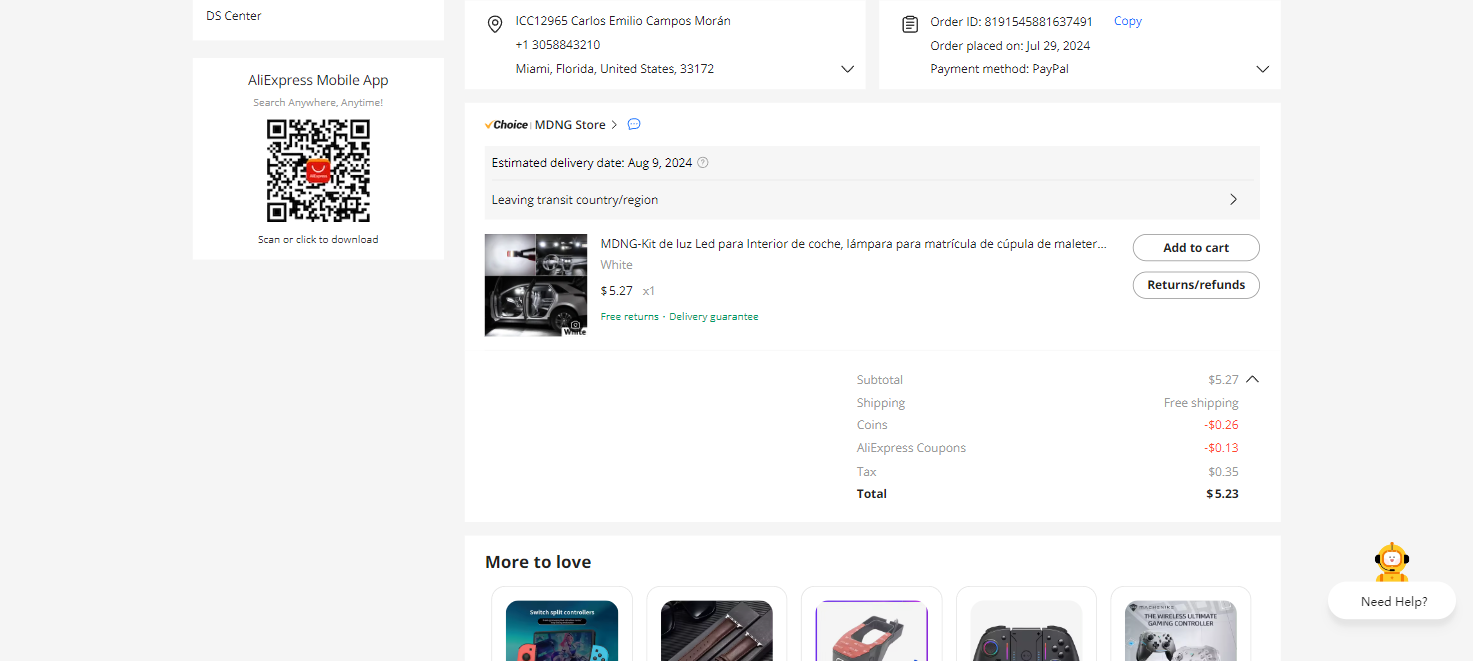 DS Center
AliExpress Mobile App
Search Anywhere, Anytime!
AliExpress
Scan or click to download
ICC12965 Carlos Emilio Campos Morán
+1 3058843210
Miami, Florida, United States, 33172
Order ID: 8191545881637491 Copy
Order placed on: Jul 29, 2024
Payment method: PayPal
Choice MDNG Store
Estimated delivery date: Aug 9, 2024
Leaving transit country/region
MDNG-Kit de luz Led para Interior de coche, lámpara para matrícula de cúpula de maleter...
White
$5.27 x1
Free returns · Delivery guarantee
White
Add to cart
Returns/refunds
Subtotal $5.27
Shipping Free shipping
Coins -$0.26
AliExpress Coupons -$0.13
Tax $0.35
Total $5.23
More to love
Switch split controllers
MACHENIKE
THE WIRELESS ULTIMATE
GAMING CONTROLLER
Need Help?